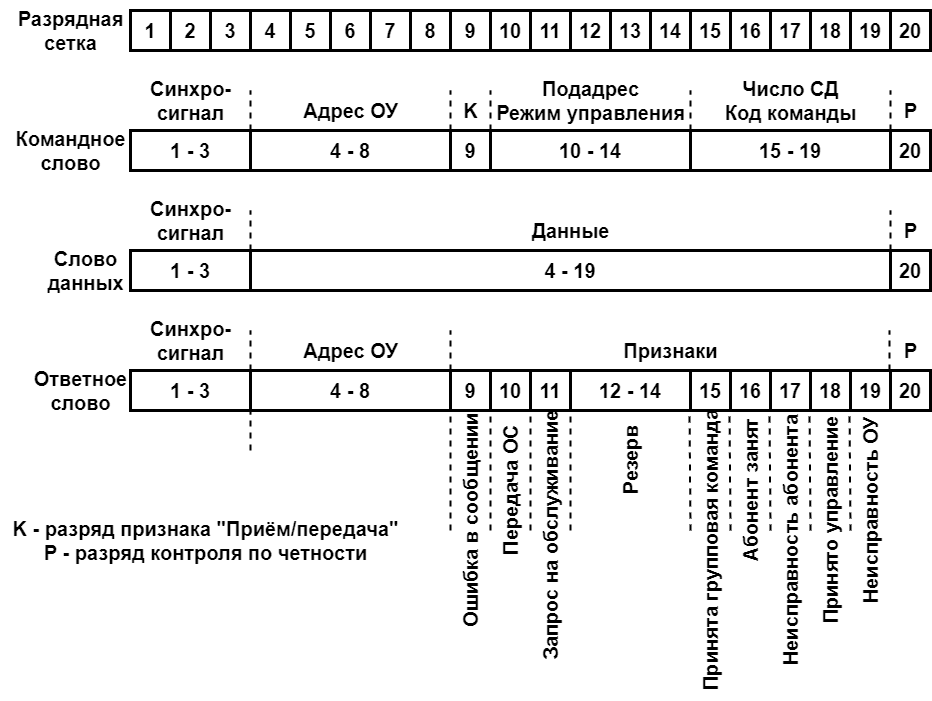 Разрядная
сетка
1 2 3 4 5 6 7 8 9 10 11 12 13 14 15 16 17 18 19 20
Синхро-
сигнал
Адрес ОУ
K
Подадрес
Режим управления
Число СД
Код команды
P
Командное
слово
1 - 3
4 - 8
9
10 - 14
15 - 19
20
Синхро-
сигнал
Данные
P
Слово
данных
1 - 3
4 - 19
20
Синхро-
сигнал
Адрес ОУ
Признаки
P
Ответное
слово
1 - 3
4 - 8
9
10
11
12 - 14
15
16
17
18
19
20
Ошибка в сообщении
Передача ОС
Запрос на обслуживание
Резерв
Принята групповая команда
Абонент занят
Неисправность абонента
Принято управление
Неисправность ОУ
K - разряд признака "Приём/передача"
P - разряд контроля по четности